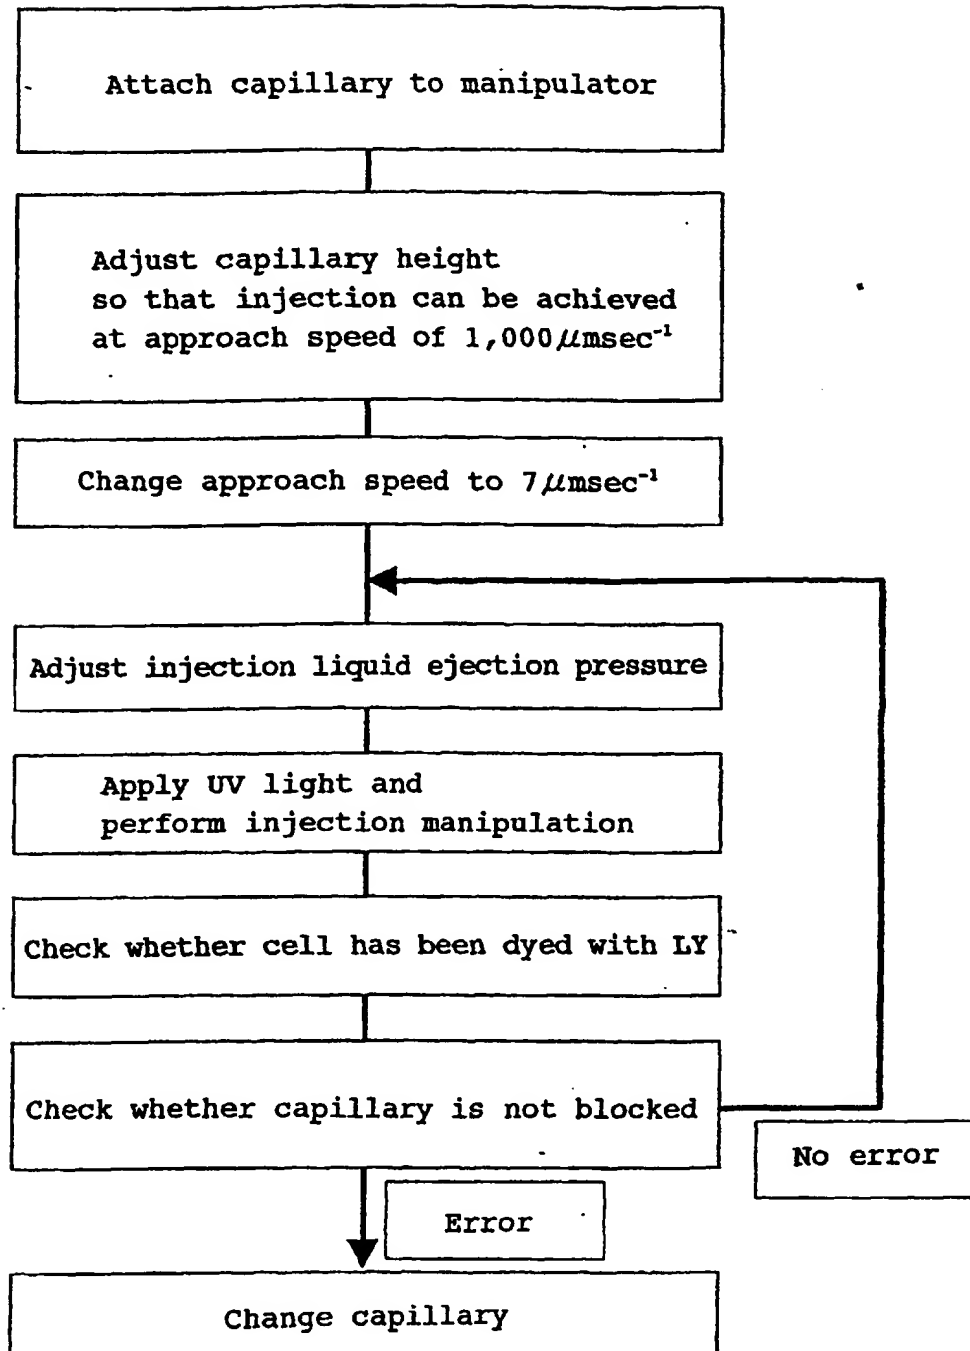 Attach capillary to manipulator
Adjust capillary height
so that injection can be achieved
at approach speed of 1,000μmsec⁻¹
Change approach speed to 7μmsec⁻¹
Adjust injection liquid ejection pressure
Apply UV light and
perform injection manipulation
Check whether cell has been dyed with LY
Check whether capillary is not blocked
No error
Error
Change capillary